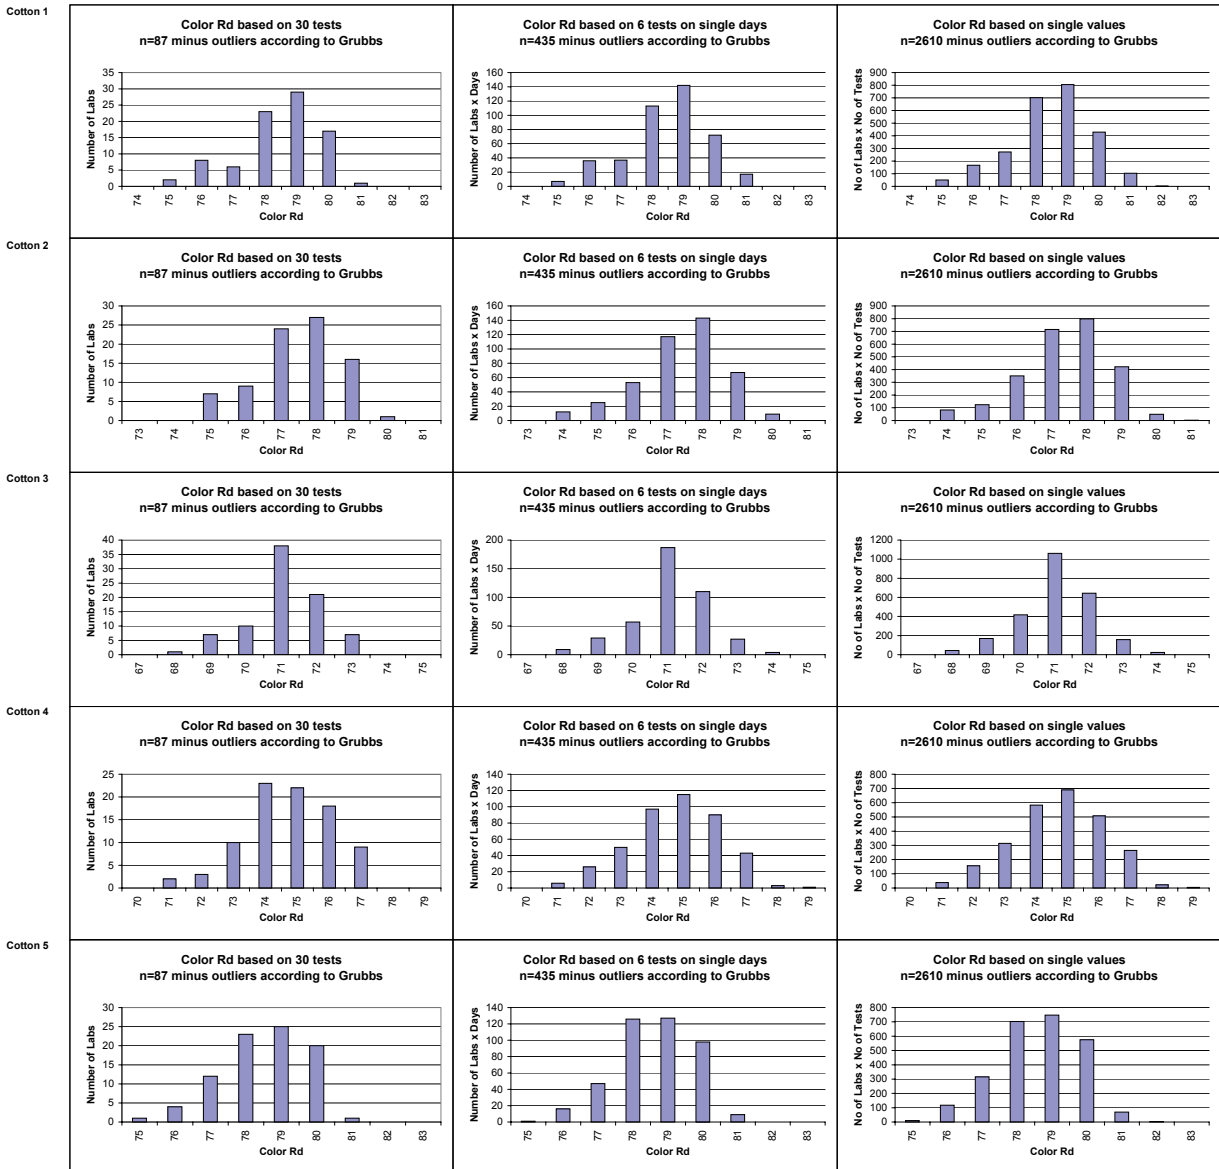 Cotton 1
Color Rd based on 30 tests
n=87 minus outliers according to Grubbs
Number of Labs
35
30
25
20
15
10
5
0
74 75 76 77 78 79 80 81 82 83
Color Rd
Color Rd based on 6 tests on single days
n=435 minus outliers according to Grubbs
Number of Labs x Days
160
140
120
100
80
60
40
20
0
74 75 76 77 78 79 80 81 82 83
Color Rd
Color Rd based on single values
n=2610 minus outliers according to Grubbs
No of Labs x No of Tests
900
800
700
600
500
400
300
200
100
0
74 75 76 77 78 79 80 81 82 83
Color Rd
Cotton 2
Color Rd based on 30 tests
n=87 minus outliers according to Grubbs
Number of Labs
30
25
20
15
10
5
0
73 74 75 76 77 78 79 80 81
Color Rd
Color Rd based on 6 tests on single days
n=435 minus outliers according to Grubbs
Number of Labs x Days
160
140
120
100
80
60
40
20
0
73 74 75 76 77 78 79 80 81
Color Rd
Color Rd based on single values
n=2610 minus outliers according to Grubbs
No of Labs x No of Tests
900
800
700
600
500
400
300
200
100
0
73 74 75 76 77 78 79 80 81
Color Rd
Cotton 3
Color Rd based on 30 tests
n=87 minus outliers according to Grubbs
Number of Labs
40
35
30
25
20
15
10
5
0
67 68 69 70 71 72 73 74 75
Color Rd
Color Rd based on 6 tests on single days
n=435 minus outliers according to Grubbs
Number of Labs x Days
200
150
100
50
0
67 68 69 70 71 72 73 74 75
Color Rd
Color Rd based on single values
n=2610 minus outliers according to Grubbs
No of Labs x No of Tests
1200
1000
800
600
400
200
0
67 68 69 70 71 72 73 74 75
Color Rd
Cotton 4
Color Rd based on 30 tests
n=87 minus outliers according to Grubbs
Number of Labs
25
20
15
10
5
0
70 71 72 73 74 75 76 77 78 79
Color Rd
Color Rd based on 6 tests on single days
n=435 minus outliers according to Grubbs
Number of Labs x Days
140
120
100
80
60
40
20
0
70 71 72 73 74 75 76 77 78 79
Color Rd
Color Rd based on single values
n=2610 minus outliers according to Grubbs
No of Labs x No of Tests
800
700
600
500
400
300
200
100
0
70 71 72 73 74 75 76 77 78 79
Color Rd
Cotton 5
Color Rd based on 30 tests
n=87 minus outliers according to Grubbs
Number of Labs
30
25
20
15
10
5
0
75 76 77 78 79 80 81 82 83
Color Rd
Color Rd based on 6 tests on single days
n=435 minus outliers according to Grubbs
Number of Labs x Days
140
120
100
80
60
40
20
0
75 76 77 78 79 80 81 82 83
Color Rd
Color Rd based on single values
n=2610 minus outliers according to Grubbs
No of Labs x No of Tests
800
700
600
500
400
300
200
100
0
75 76 77 78 79 80 81 82 83
Color Rd